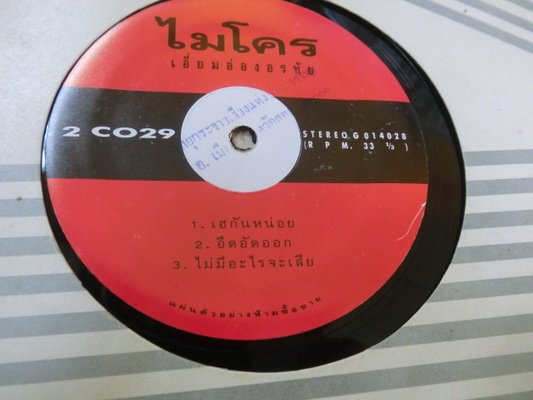 ไมโคร
เอี่ยมอ่องอรทัย
2 CO29
STEREO.G 014028
(R P M. 33 ⅓ )
1. เฮกันหน่อย
2. อึดอัดออก
3. ไม่มีอะไรจะเสีย
แผ่นตัวอย่างห้ามซื้อขาย